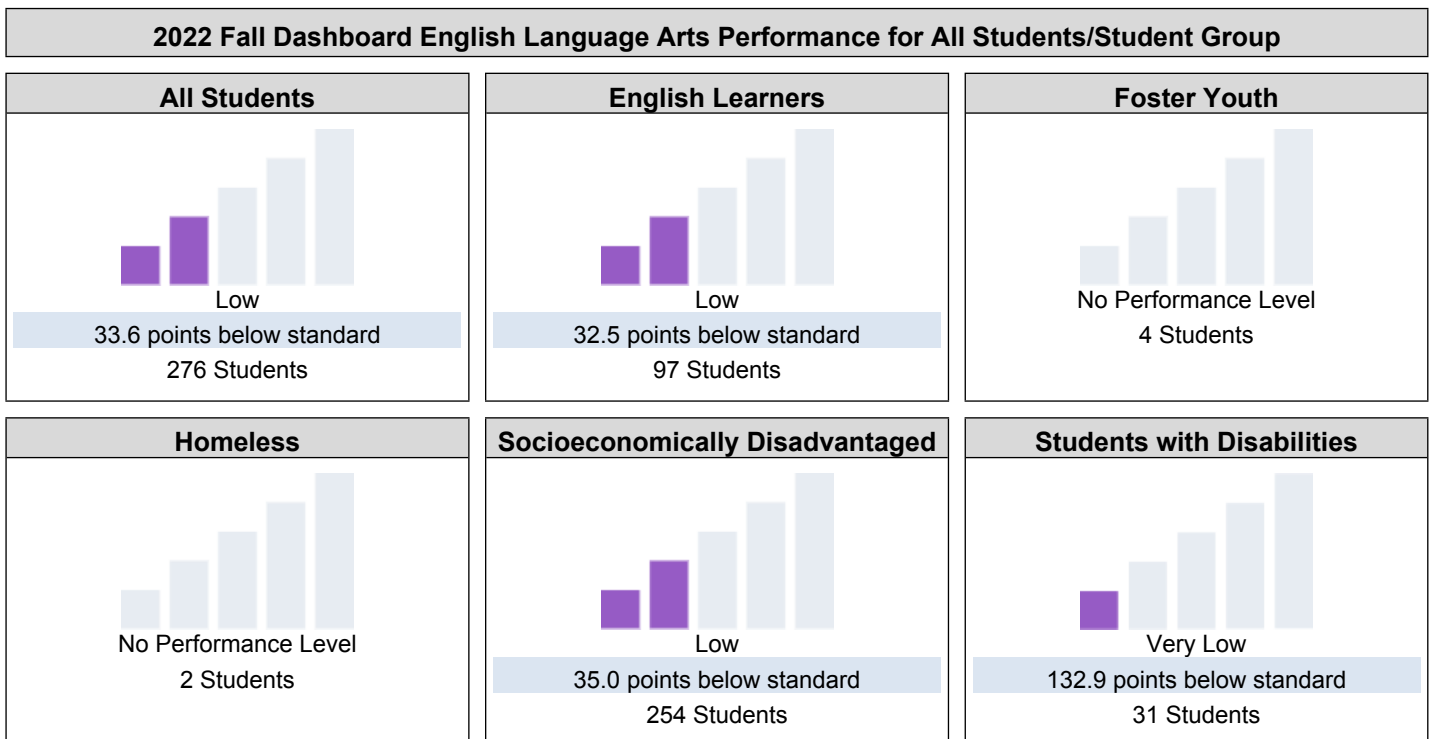 2022 Fall Dashboard English Language Arts Performance for All Students/Student Group
All Students
Low
33.6 points below standard
276 Students
English Learners
Low
32.5 points below standard
97 Students
Foster Youth
No Performance Level
4 Students
Homeless
No Performance Level
2 Students
Socioeconomically Disadvantaged
Low
35.0 points below standard
254 Students
Students with Disabilities
Very Low
132.9 points below standard
31 Students